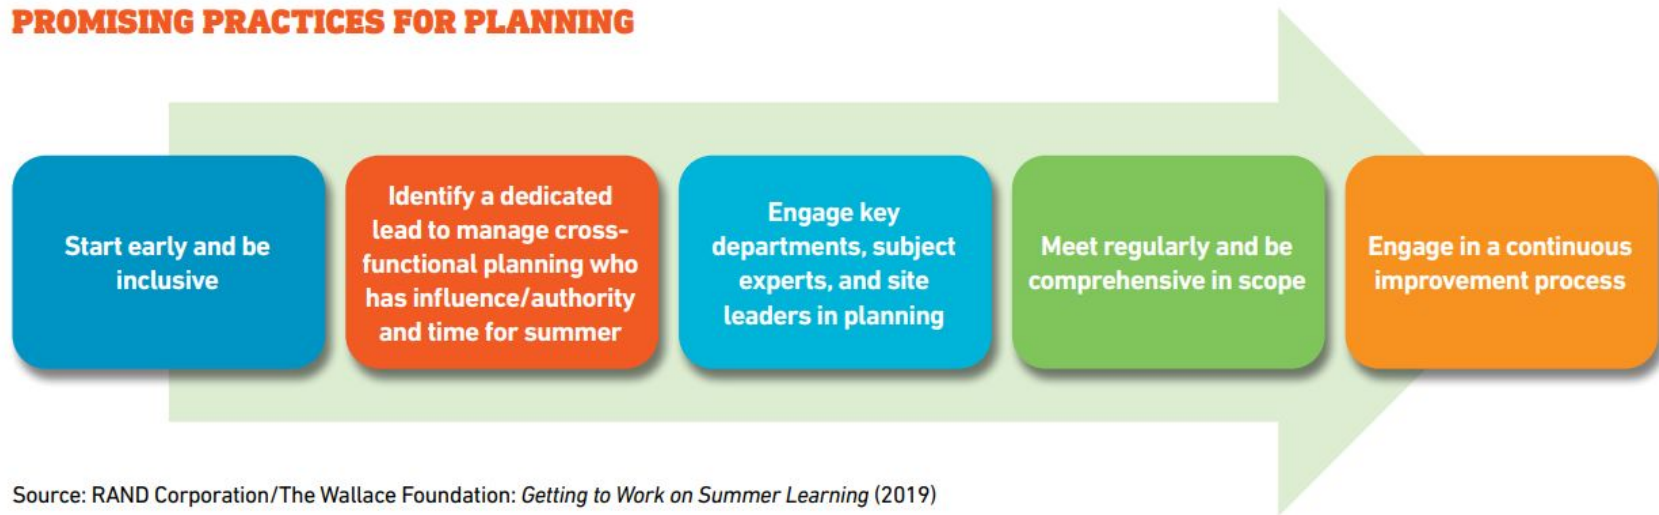 PROMISING PRACTICES FOR PLANNING
Start early and be
inclusive
Identify a dedicated
lead to manage cross-
functional planning who
has influence/authority
and time for summer
Engage key
departments, subject
experts, and site
leaders in planning
Meet regularly and be
comprehensive in scope
Engage in a continuous
improvement process
Source: RAND Corporation/The Wallace Foundation: Getting to Work on Summer Learning (2019)